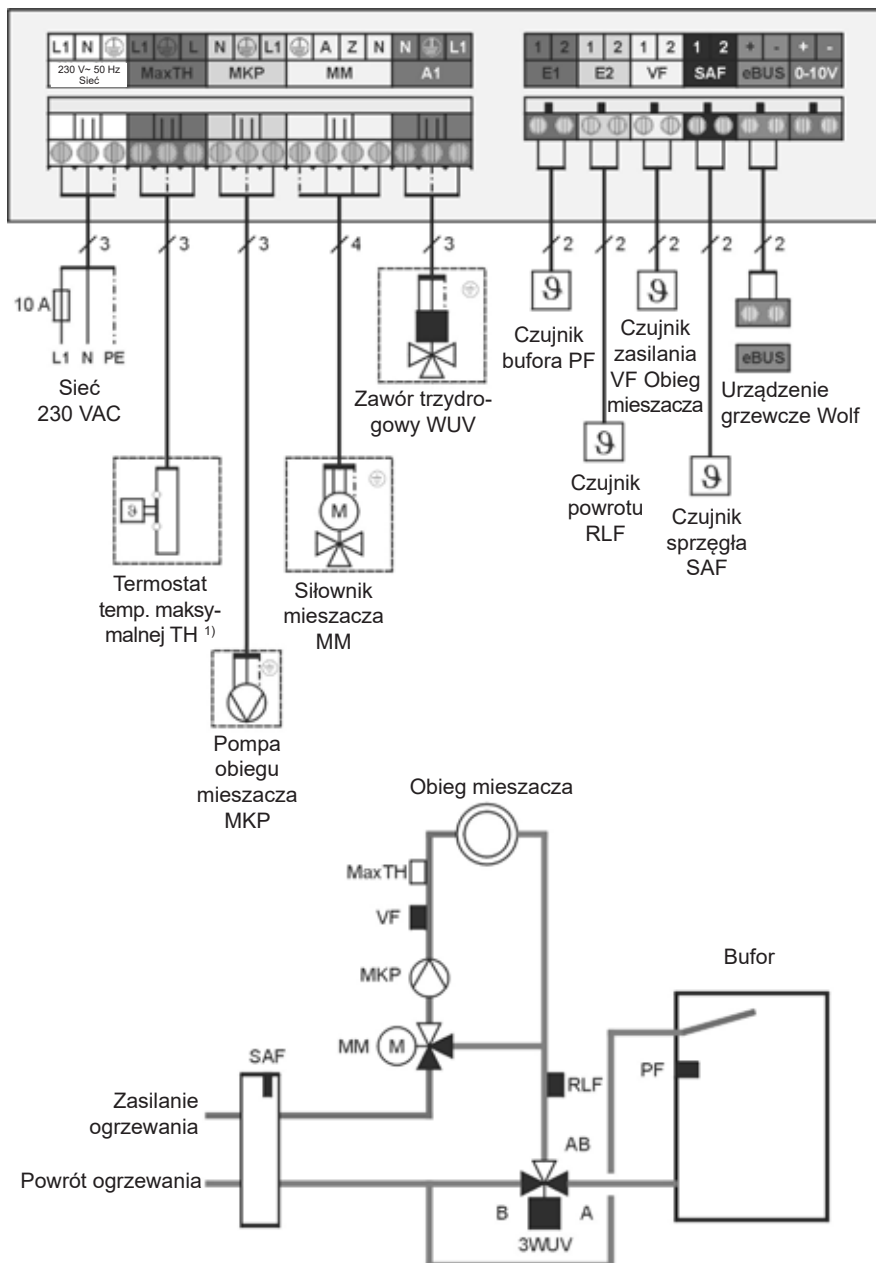 L1 N L1 L N L1 A Z N N L1
230 V~ 50 Hz
Sieć
MaxTH MKP MM A1
1 2 1 2 1 2 1 2 + - + -
E1 E2 VF SAF eBUS 0-10V
3 3 3 4 3 2 2 2 2 2
10 A
L1 N PE
Sieć
230 VAC
Termostat
temp. maksy-
malnej TH 1)
Pompa
obiegu
mieszacza
MKP
M
Siłownik
mieszacza
MM
Zawór trzydro-
gowy WUV
ϑ
Czujnik
bufora PF
ϑ
Czujnik
powrotu
RLF
ϑ
Czujnik
zasilania
VF Obieg
mieszacza
ϑ
Czujnik
sprzęgła
SAF
eBUS
Urządzenie
grzewcze Wolf
ϑ
Obieg mieszacza
MaxTH
VF
MKP
MM M
SAF
Zasilanie
ogrzewania
Powrót ogrzewania
RLF
AB
B A
3WUV
Bufor
PF